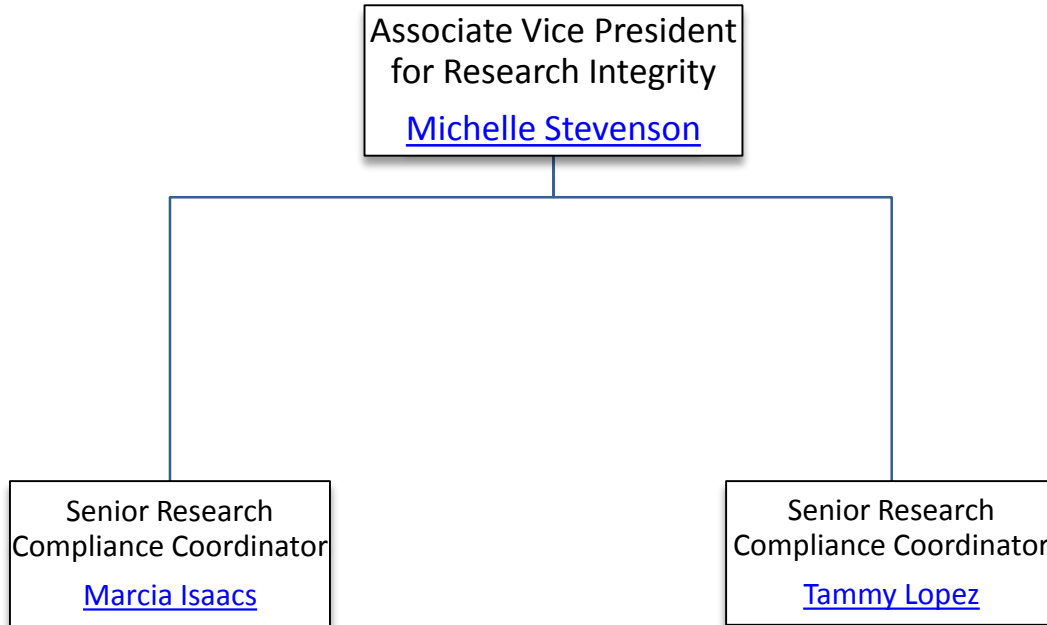 Associate Vice President
for Research Integrity
Michelle Stevenson
Senior Research
Compliance Coordinator
Marcia Isaacs
Senior Research
Compliance Coordinator
Tammy Lopez